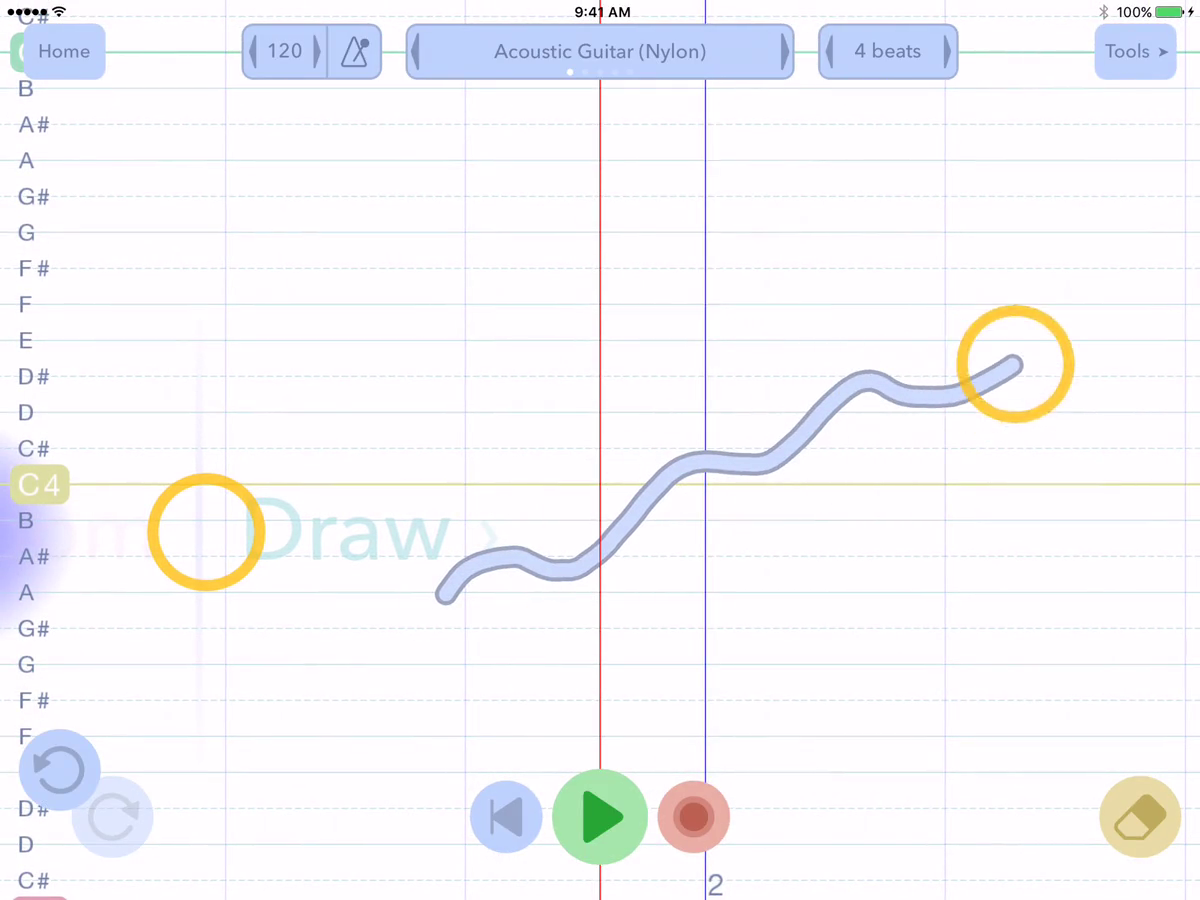 9:41 AM
100%
C#
Home
120
Acoustic Guitar (Nylon)
4 beats
Tools
B
A#
A
G#
G
F#
F
E
D#
D
C#
C4
B
Draw
A#
A
G#
G
F#
F
D#
D
C#
2